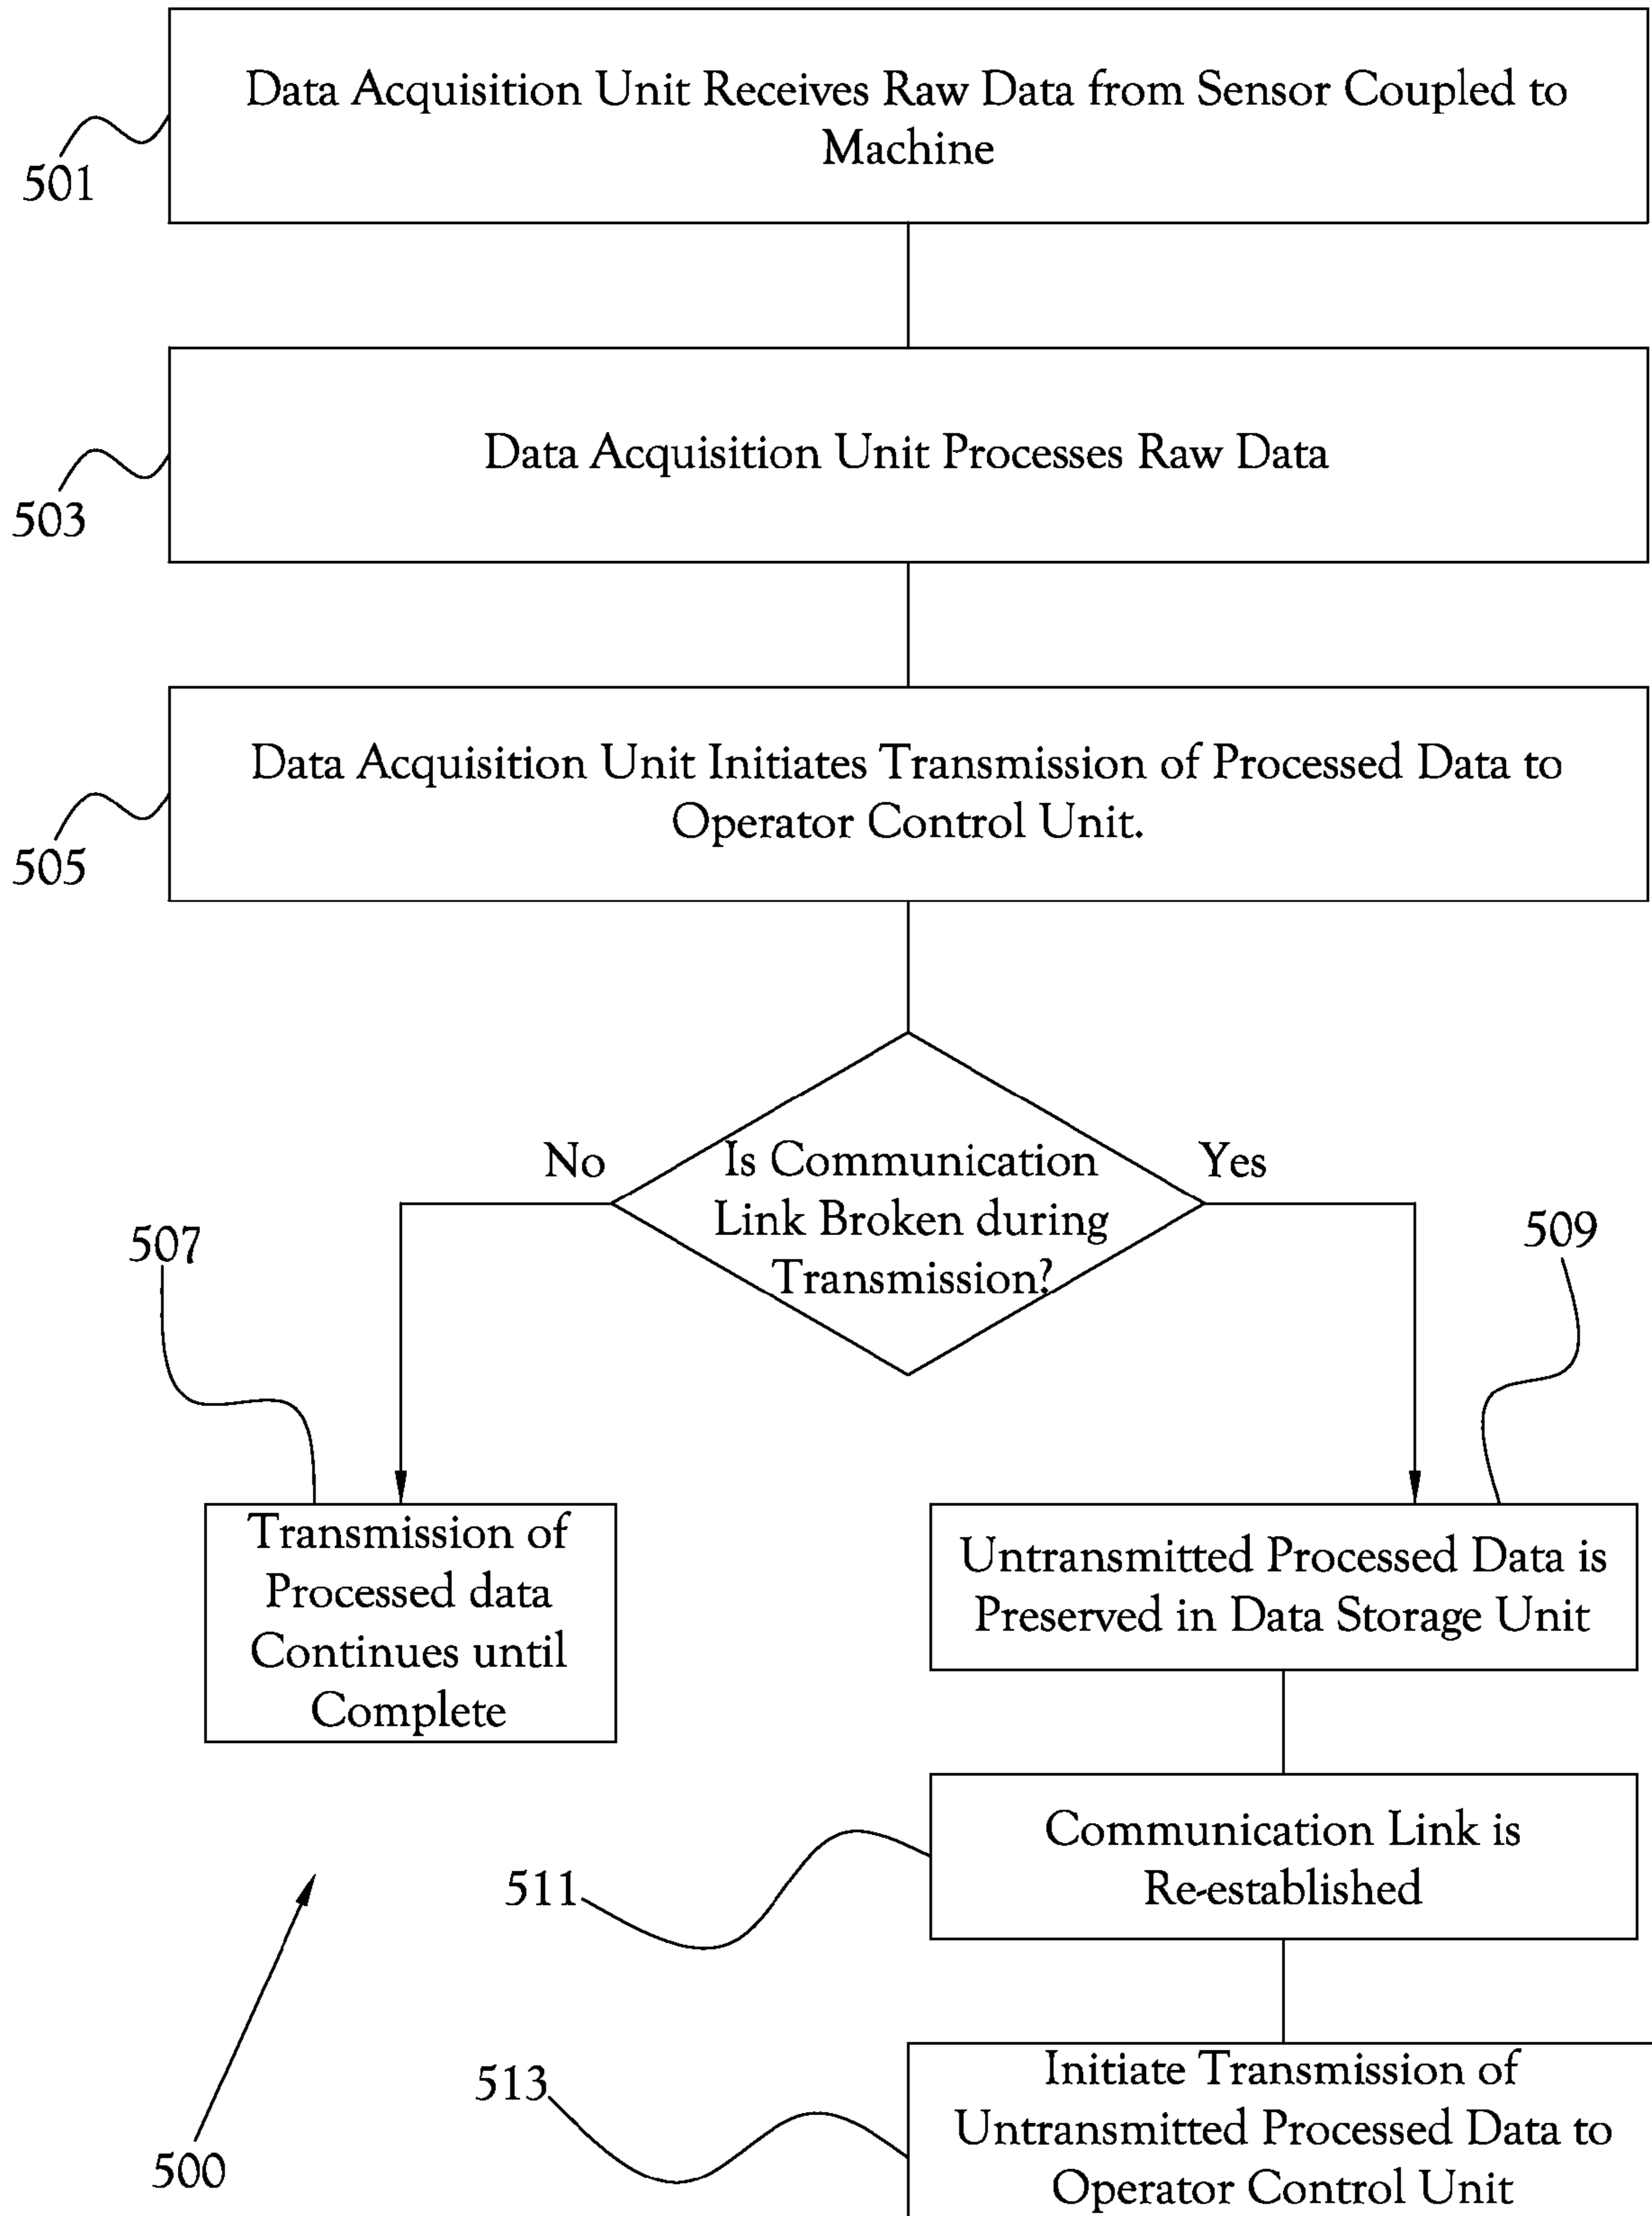 Data Acquisition Unit Receives Raw Data from Sensor Coupled to
Machine
501
Data Acquisition Unit Processes Raw Data
503
Data Acquisition Unit Initiates Transmission of Processed Data to
Operator Control Unit.
505
No
Is Communication
Link Broken during
Transmission?
Yes
507
509
Transmission of
Processed data
Continues until
Complete
Untransmitted Processed Data is
Preserved in Data Storage Unit
Communication Link is
Re-established
511
Initiate Transmission of
Untransmitted Processed Data to
Operator Control Unit
513
500